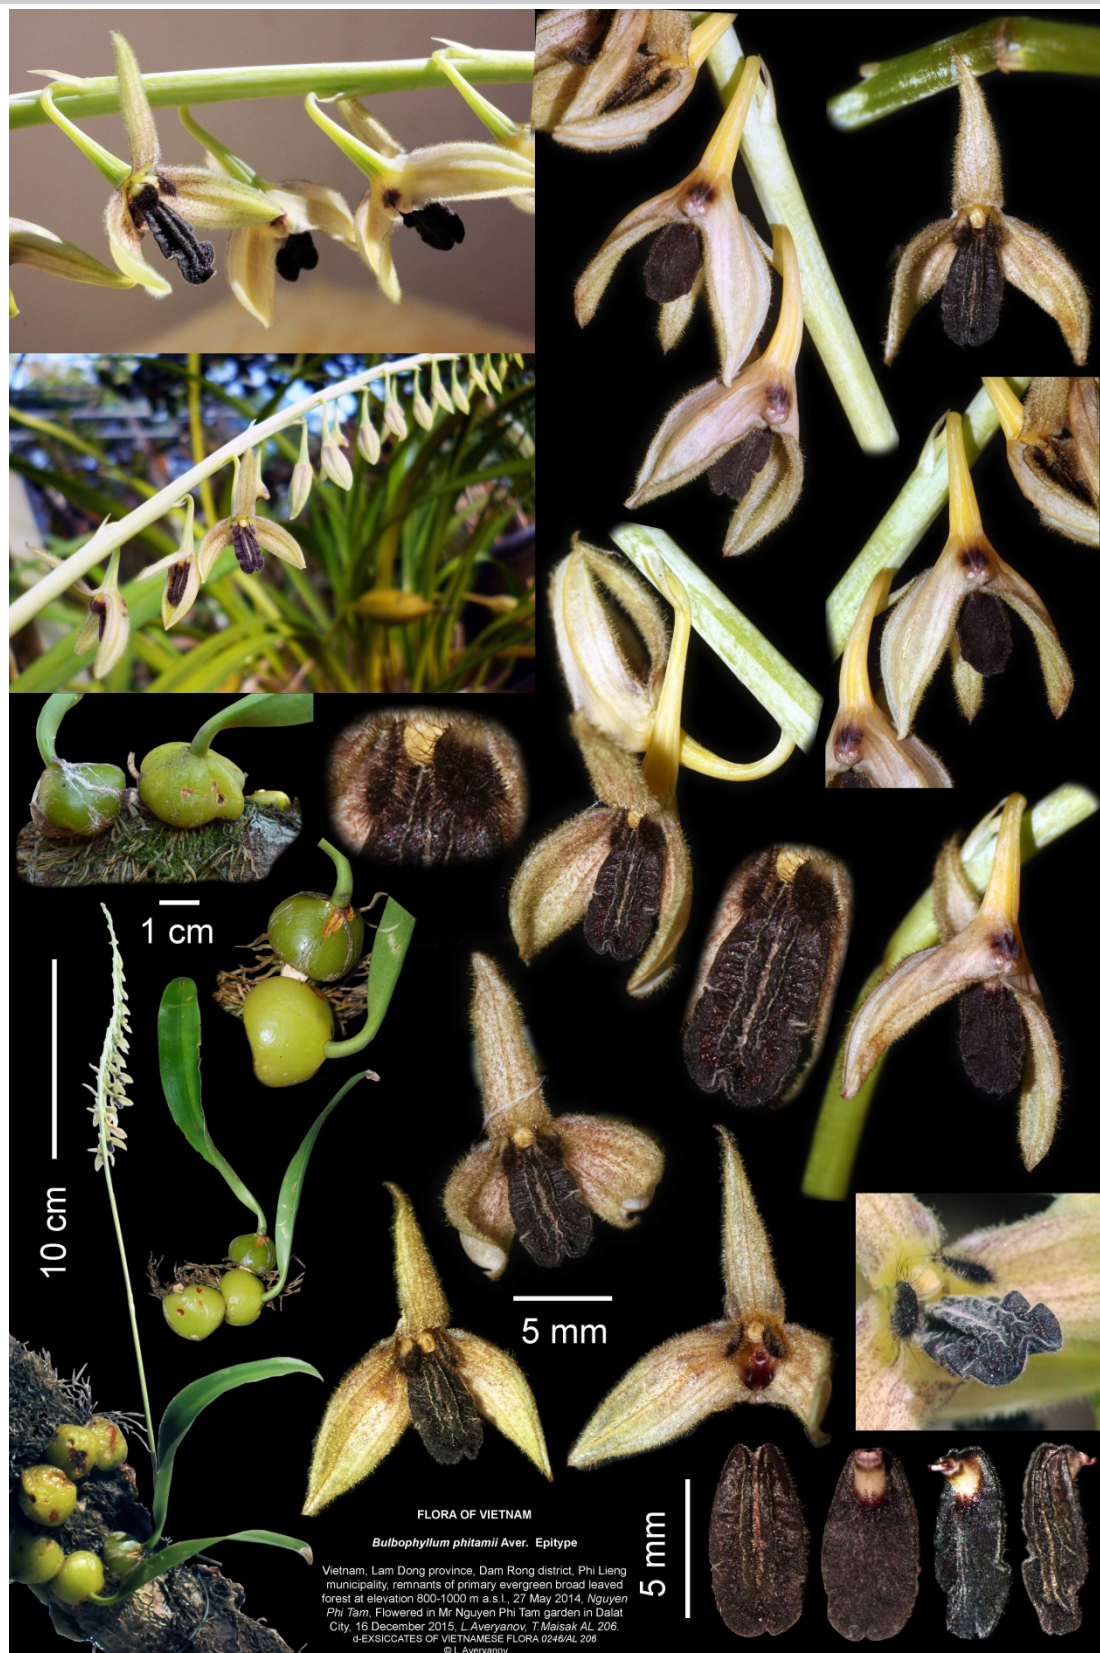 1 cm
10 cm
5 mm
5 mm
FLORA OF VIETNAM
Bulbophyllum phitamii Aver. Epitype
Vietnam, Lam Dong province, Dam Rong district, Phi Lieng
municipality, remnants of primary evergreen broad leaved
forest at elevation 800-1000 m a.s.l., 27 May 2014, Nguyen
Phi Tam, Flowered in Mr Nguyen Phi Tam garden in Dalat
City, 16 December 2015, L.Averyanov, T.Maisak AL 206.
d-EXSICCATES OF VIETNAMESE FLORA 0246/AL 206
© L.Averyanov